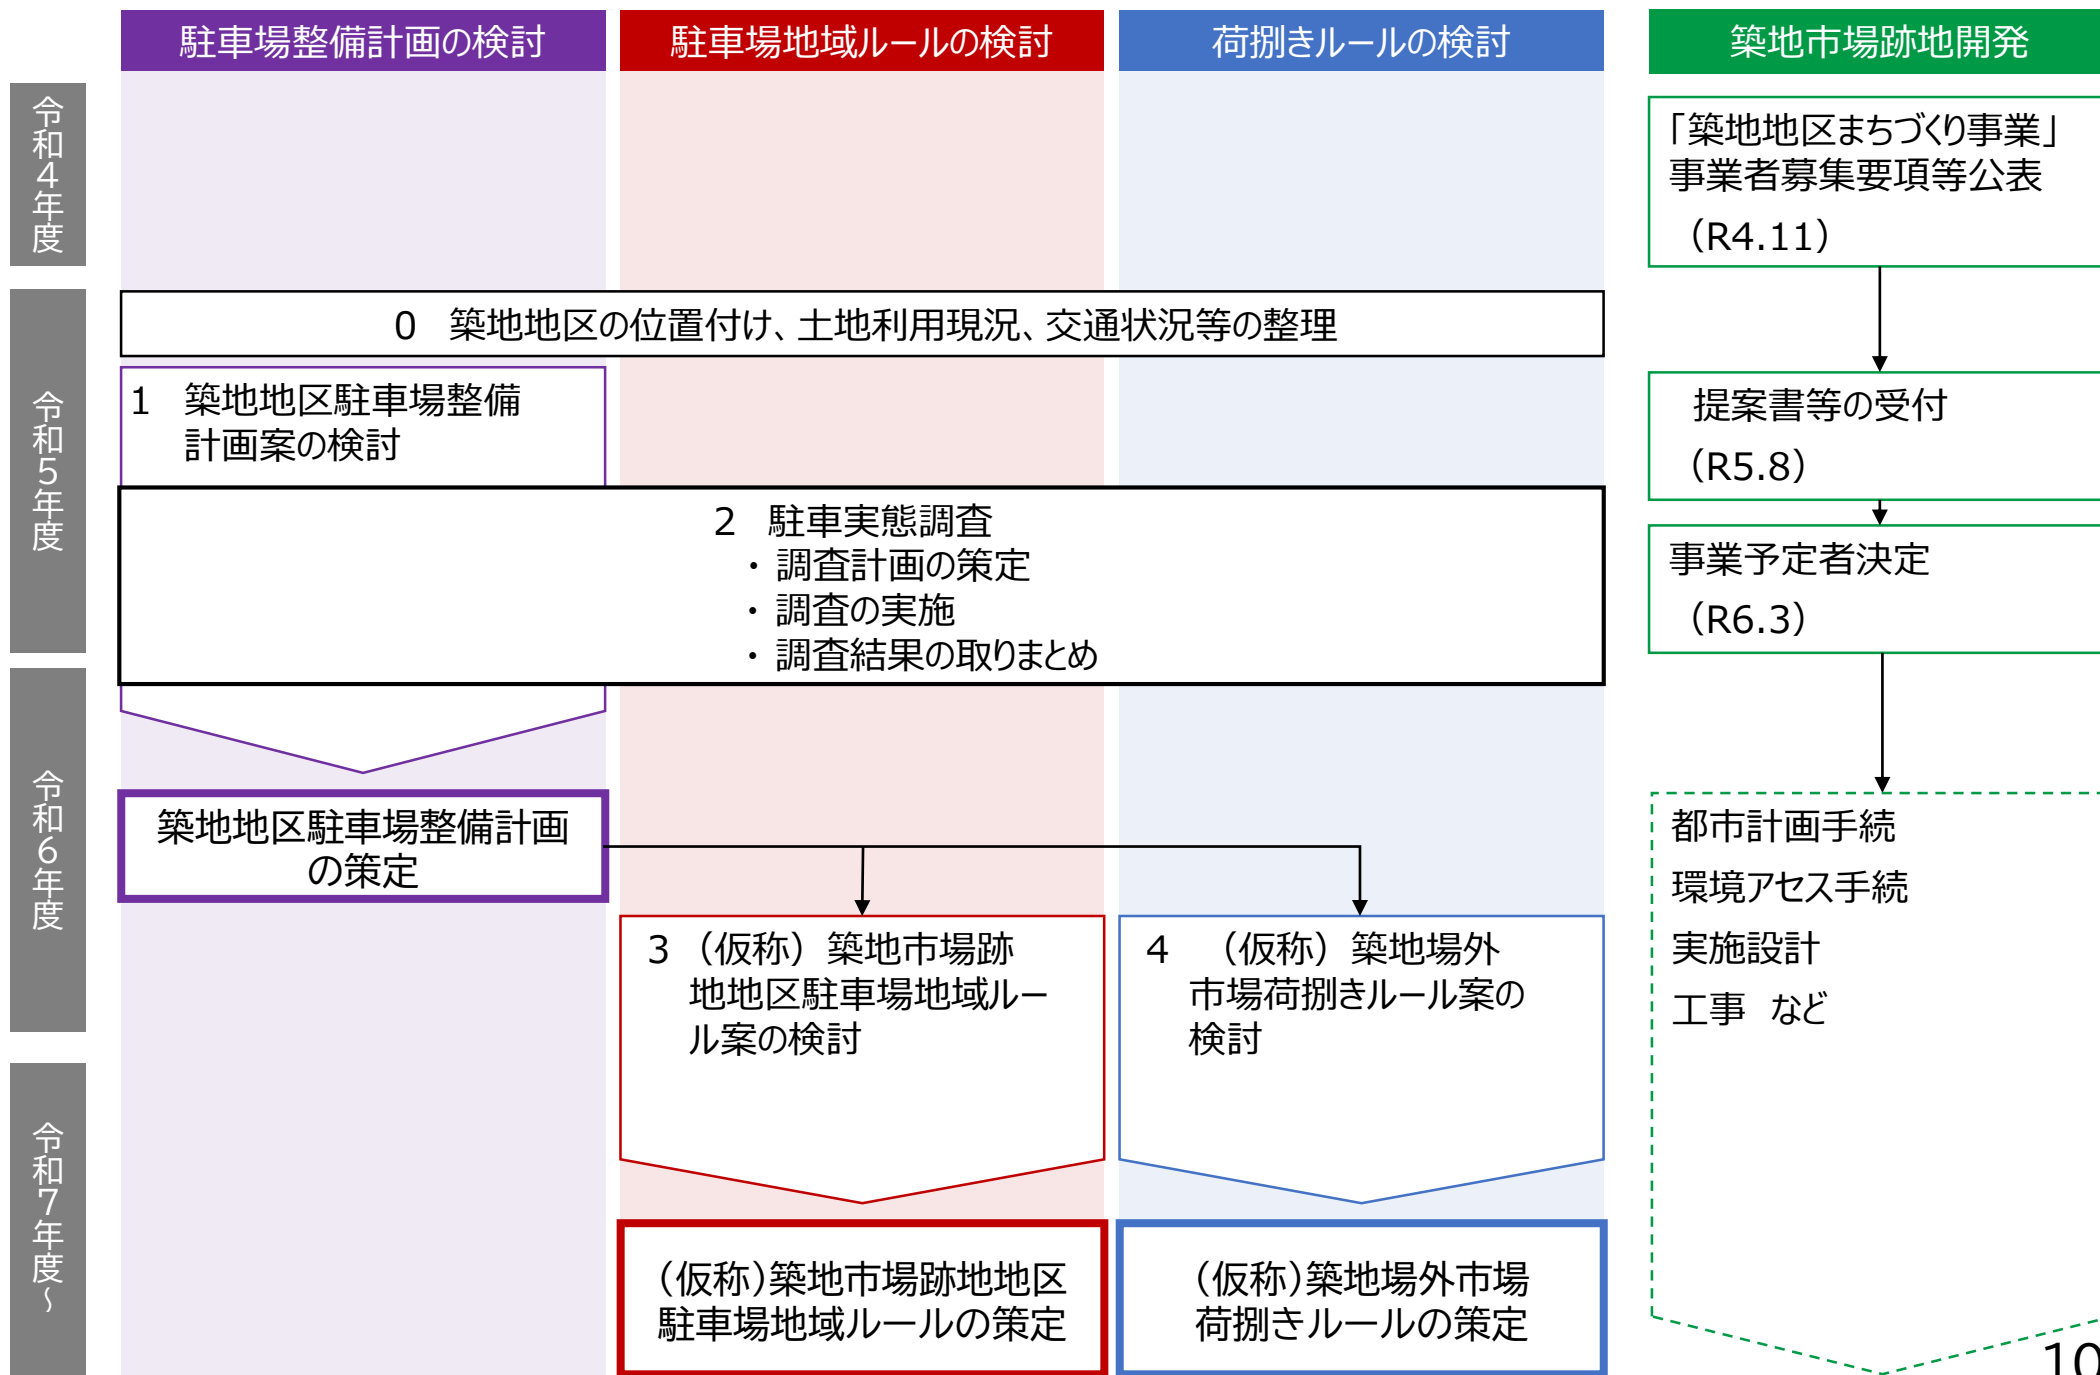 駐車場整備計画の検討
駐車場地域ルールの検討
荷捌きルールの検討
築地市場跡地開発
令和4年度
「築地地区まちづくり事業」
事業者募集要項等公表
（R4.11）
令和5年度
0　築地地区の位置付け、土地利用現況、交通状況等の整理
1　築地地区駐車場整備
計画案の検討
提案書等の受付
（R5.8）
2　駐車実態調査
・調査計画の策定
・調査の実施
・調査結果の取りまとめ
事業予定者決定
（R6.3）
令和6年度
築地地区駐車場整備計画
の策定
3（仮称）築地市場跡
地地区駐車場地域ルー
ル案の検討
4　（仮称）築地場外
市場荷捌きルール案の
検討
都市計画手続
環境アセス手続
実施設計
工事　など
令和7年度～
（仮称）築地市場跡地地区
駐車場地域ルールの策定
（仮称）築地場外市場
荷捌きルールの策定
10